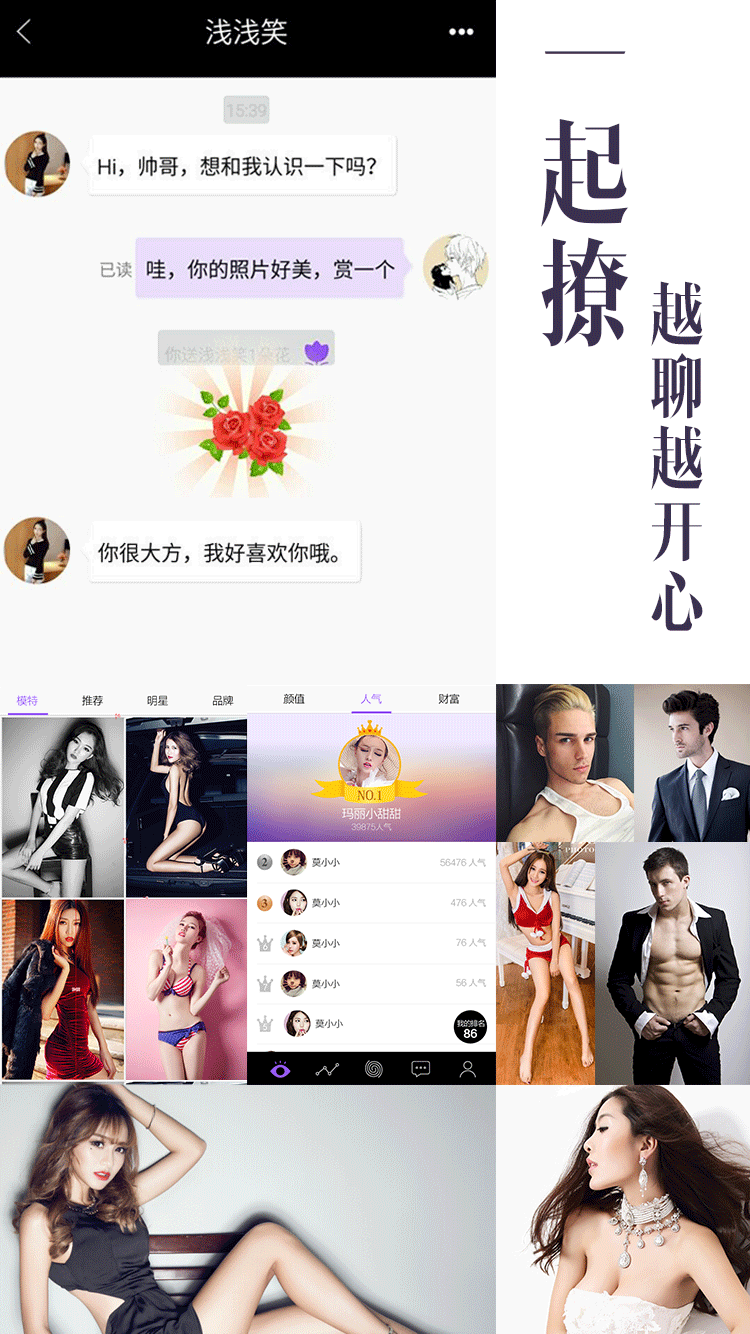 浅浅笑
15:39
Hi，帅哥，想和我认识一下吗？
已读
哇，你的照片好美，赏一个
你送浅浅笑1朵花
你很大方，我好喜欢你哦。
一起撩
越聊越开心
模特 推荐 明星 品牌
颜值 人气 财富
NO.1
玛丽小甜甜
39875人气
2 莫小小 56476 人气
3 莫小小 476 人气
莫小小 76 人气
莫小小 56 人气
莫小小
我的排名
86
PHOTO